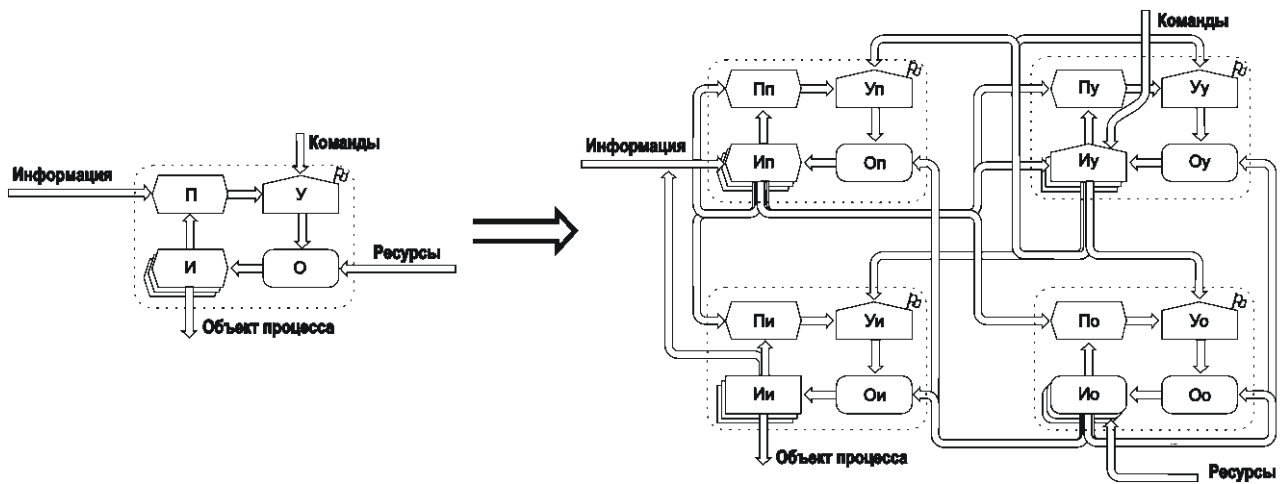 Команды
Информация
П
У
И
О
Ресурсы
Объект процесса
Команды
Пп
Уп
Пу
Уу
Информация
Ип
Оп
Иу
Оу
Пи
Уи
По
Уо
Ии
Ои
Ио
Оо
Объект процесса
Ресурсы